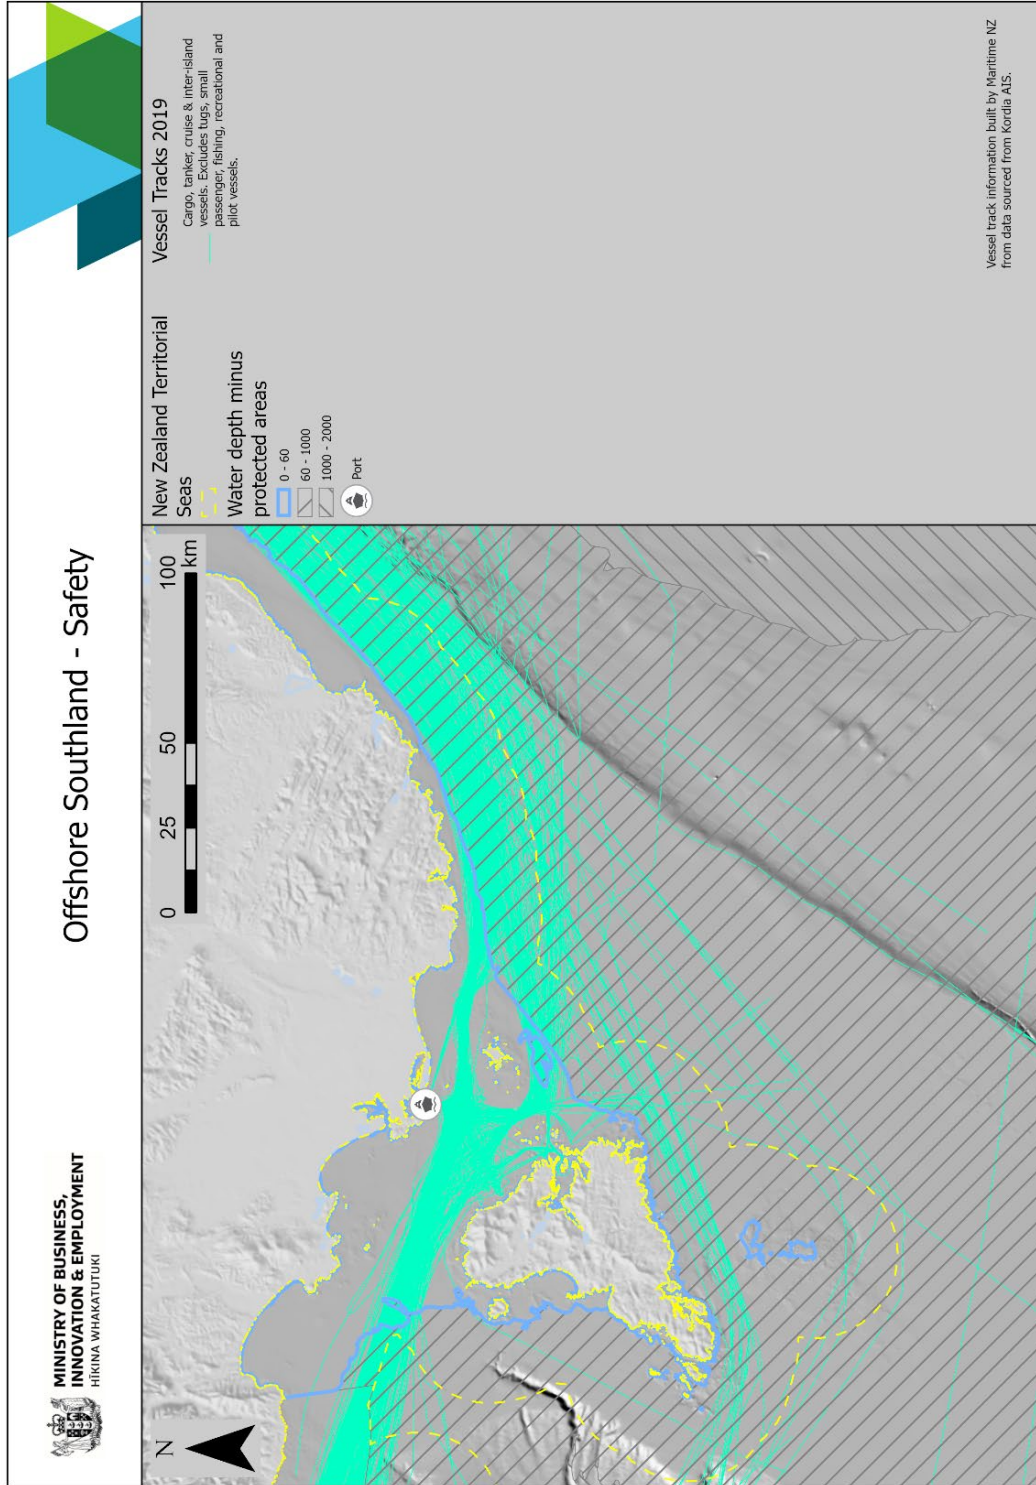 MINISTRY OF BUSINESS,
INNOVATION & EMPLOYMENT
HĪKINA WHAKATUTUKI
Offshore Southland - Safety
N
0 25 50 100
km
New Zealand Territorial
Seas
Water depth minus
protected areas
0 - 60
60 - 1000
1000 - 2000
Port
Vessel Tracks 2019
Cargo, tanker, cruise & inter-island
vessels. Excludes tugs, small
passenger, fishing, recreational and
pilot vessels.
Vessel track information built by Maritime NZ
from data sourced from Kordia AIS.